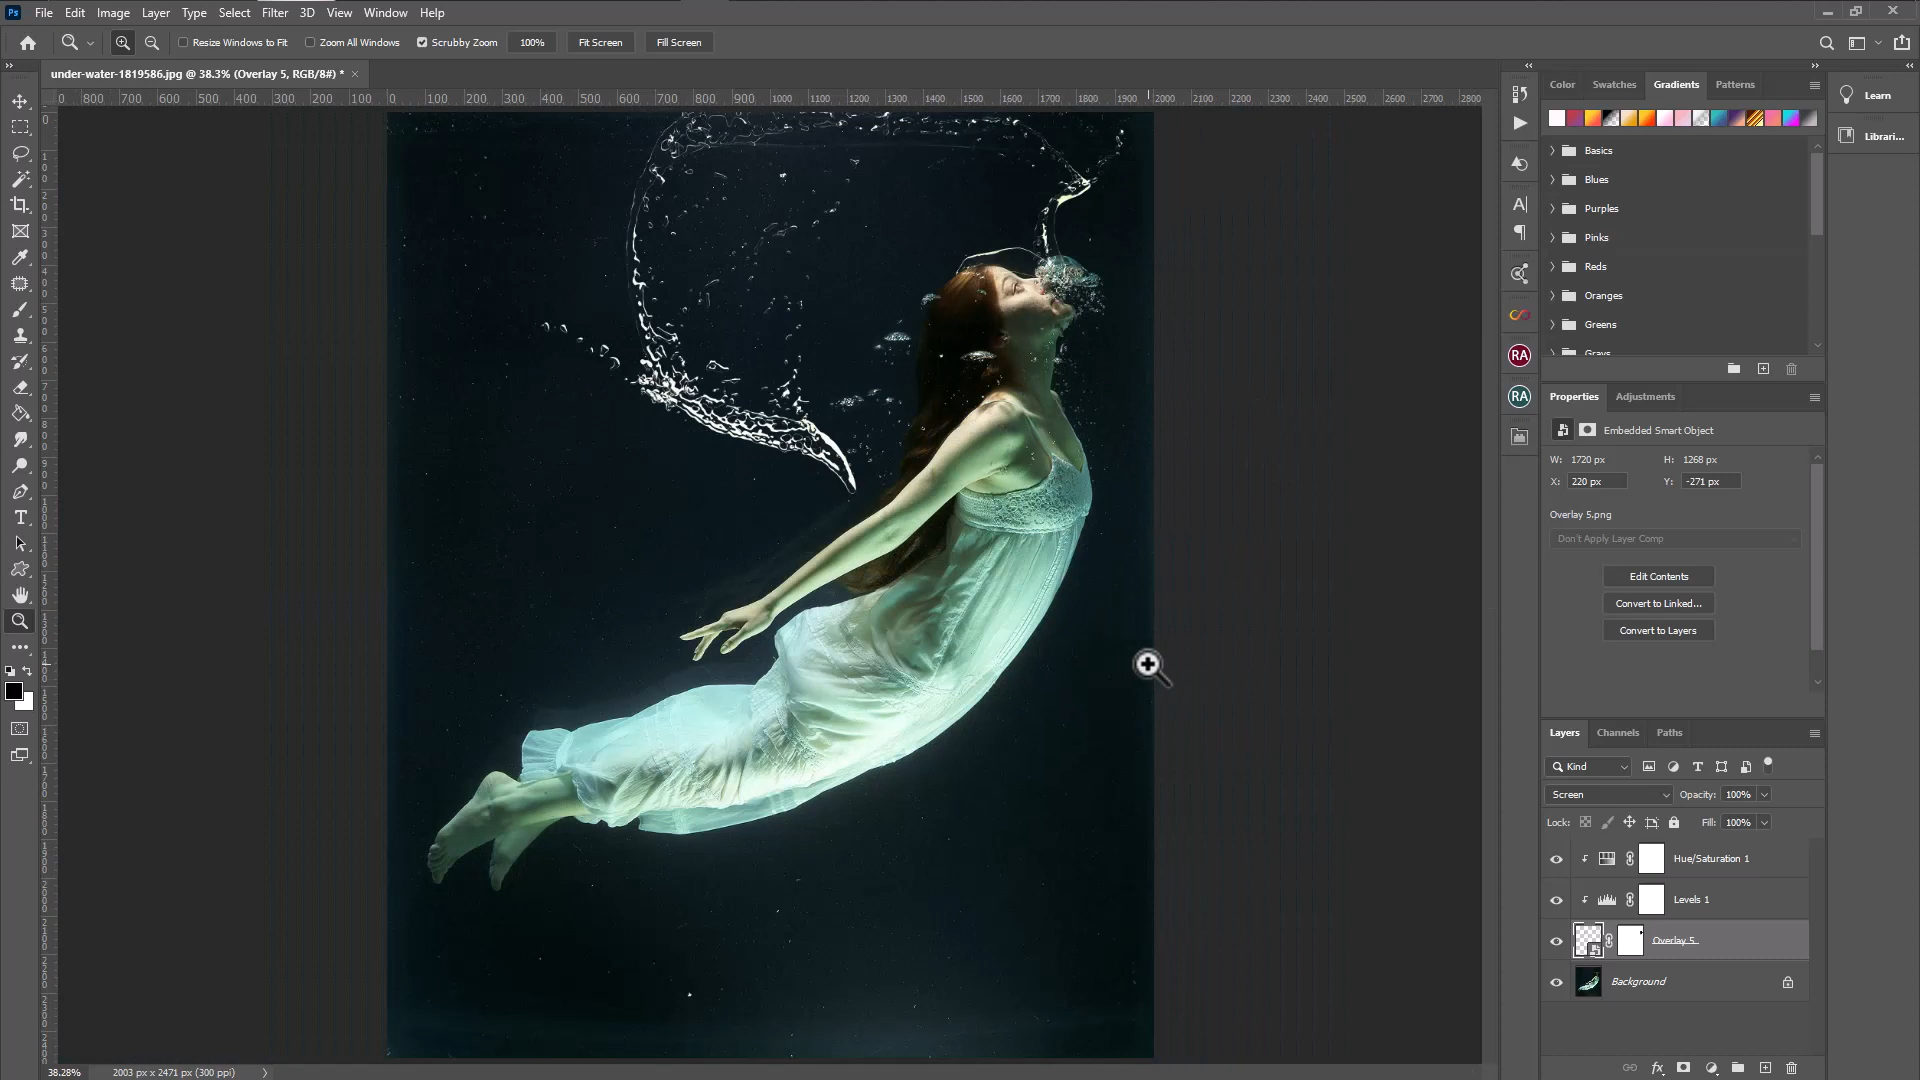 Ps File Edit Image Layer Type Select Filter 3D View Window Help
Resize Windows to Fit Zoom All Windows Scrubby Zoom 100% Fit Screen Fill Screen
under-water-1819586.jpg @ 38.3% (Overlay 5, RGB/8#) *
0 800 700 600 500 400 300 200 100 0 100 200 300 400 500 600 700 800 900 1000 1100 1200 1300 1400 1500 1600 1700 1800 1900 2000 2100 2200 2300 2400 2500 2600 2700 2800
Color Swatches Gradients Patterns
Learn
Librari...
Basics
Blues
Purples
Pinks
Reds
Oranges
Greens
Grays
RA
RA
Properties Adjustments
Embedded Smart Object
W: 1720 px H: 1268 px
X: 220 px Y: -271 px
Overlay 5.png
Don't Apply Layer Comp
Edit Contents
Convert to Linked...
Convert to Layers
Layers Channels Paths
Kind
Screen Opacity: 100%
Lock: Fill: 100%
Hue/Saturation 1
Levels 1
Overlay 5
Background
38.28% 2003 px x 2471 px (300 ppi)